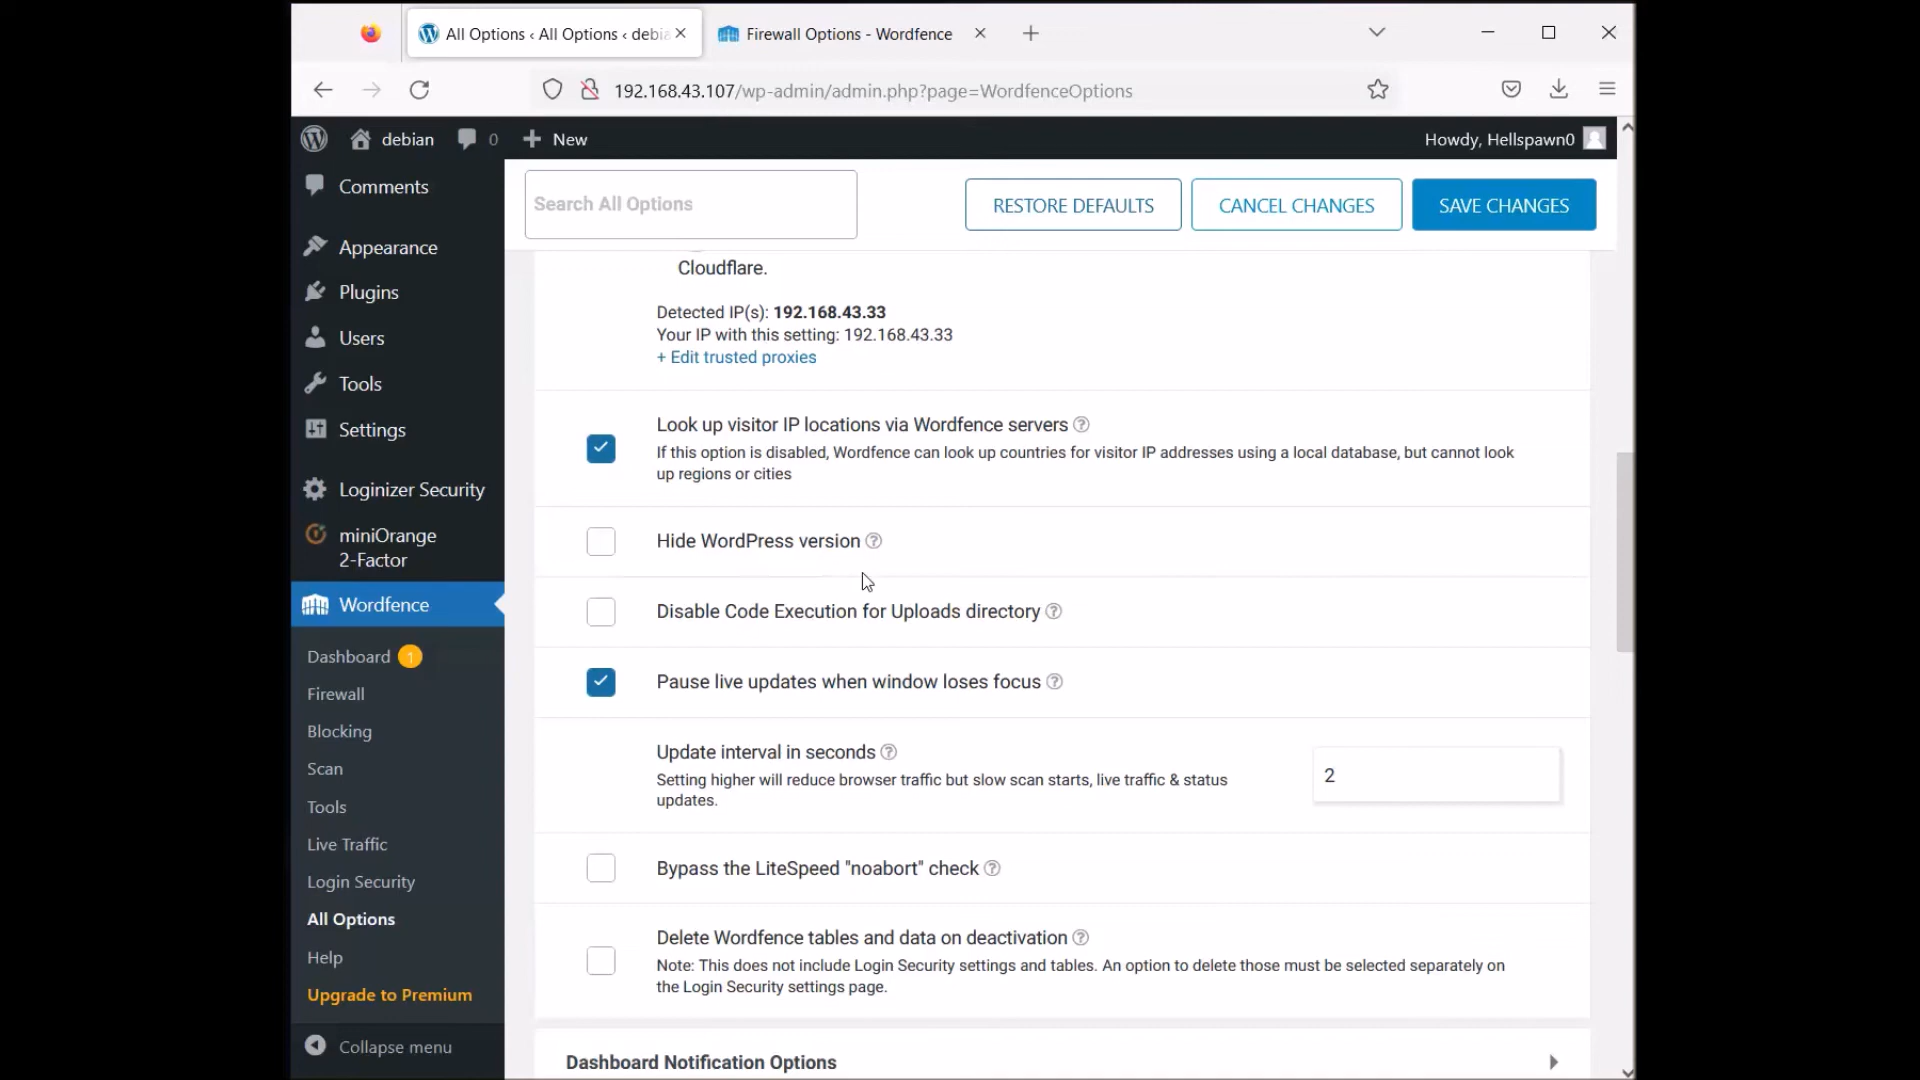 All Options ‹ All Options ‹ debia
Firewall Options - Wordfence
192.168.43.107/wp-admin/admin.php?page=WordfenceOptions
debian
0
New
Howdy, Hellspawn0
Comments
Appearance
Plugins
Users
Tools
Settings
Loginizer Security
miniOrange
2-Factor
Wordfence
Dashboard 1
Firewall
Blocking
Scan
Tools
Live Traffic
Login Security
All Options
Help
Upgrade to Premium
Collapse menu
Search All Options
RESTORE DEFAULTS
CANCEL CHANGES
SAVE CHANGES
Cloudflare.
Detected IP(s): 192.168.43.33
Your IP with this setting: 192.168.43.33
+ Edit trusted proxies
Look up visitor IP locations via Wordfence servers
If this option is disabled, Wordfence can look up countries for visitor IP addresses using a local database, but cannot look
up regions or cities
Hide WordPress version
Disable Code Execution for Uploads directory
Pause live updates when window loses focus
Update interval in seconds
Setting higher will reduce browser traffic but slow scan starts, live traffic & status
updates.
2
Bypass the LiteSpeed "noabort" check
Delete Wordfence tables and data on deactivation
Note: This does not include Login Security settings and tables. An option to delete those must be selected separately on
the Login Security settings page.
Dashboard Notification Options